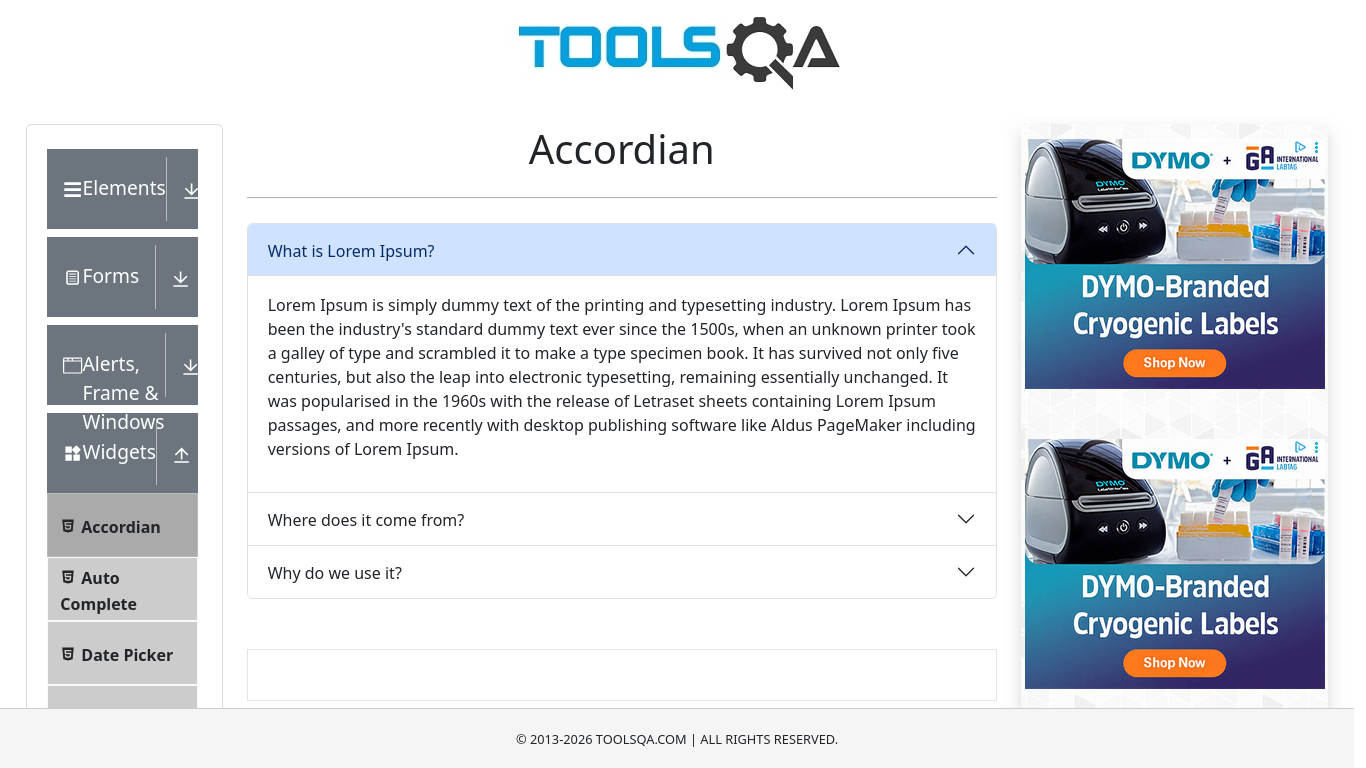 TOOLSQA
Elements
Forms
Alerts,
Frame &
Windows
Widgets
Accordian
Auto
Complete
Date Picker
Accordian
What is Lorem Ipsum?
Lorem Ipsum is simply dummy text of the printing and typesetting industry. Lorem Ipsum has
been the industry's standard dummy text ever since the 1500s, when an unknown printer took
a galley of type and scrambled it to make a type specimen book. It has survived not only five
centuries, but also the leap into electronic typesetting, remaining essentially unchanged. It
was popularised in the 1960s with the release of Letraset sheets containing Lorem Ipsum
passages, and more recently with desktop publishing software like Aldus PageMaker including
versions of Lorem Ipsum.
Where does it come from?
Why do we use it?
DYMO + GA INTERNATIONAL
LABTAG
DYMO
DYMO-Branded
Cryogenic Labels
Shop Now
DYMO + GA INTERNATIONAL
LABTAG
DYMO
DYMO-Branded
Cryogenic Labels
Shop Now
© 2013-2026 TOOLSQA.COM | ALL RIGHTS RESERVED.